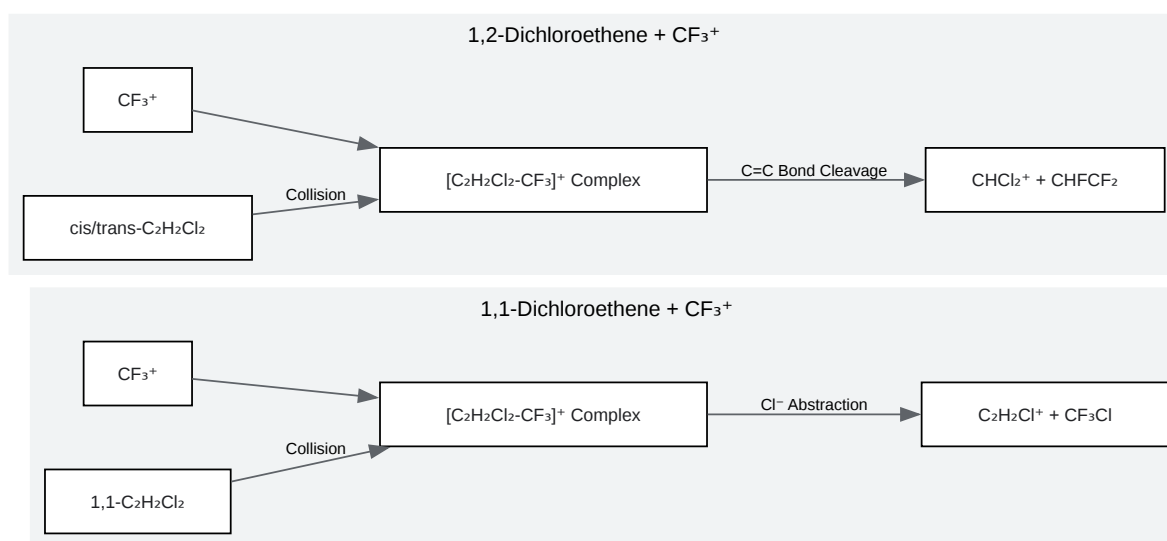 1,2-Dichloroethene + CF₃⁺
CF₃⁺
Collision
cis/trans-C₂H₂Cl₂
[C₂H₂Cl₂-CF₃]⁺ Complex
C=C Bond Cleavage
CHCl₂⁺ + CHFCF₂
1,1-Dichloroethene + CF₃⁺
CF₃⁺
Collision
1,1-C₂H₂Cl₂
[C₂H₂Cl₂-CF₃]⁺ Complex
Cl⁻ Abstraction
C₂H₂Cl⁺ + CF₃Cl